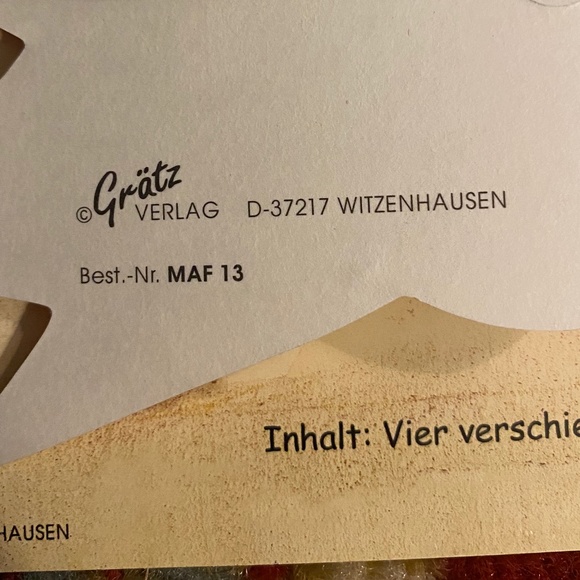 © Grätz VERLAG D-37217 WITZENHAUSEN
Best.-Nr. MAF 13
Inhalt: Vier verschie
HAUSEN